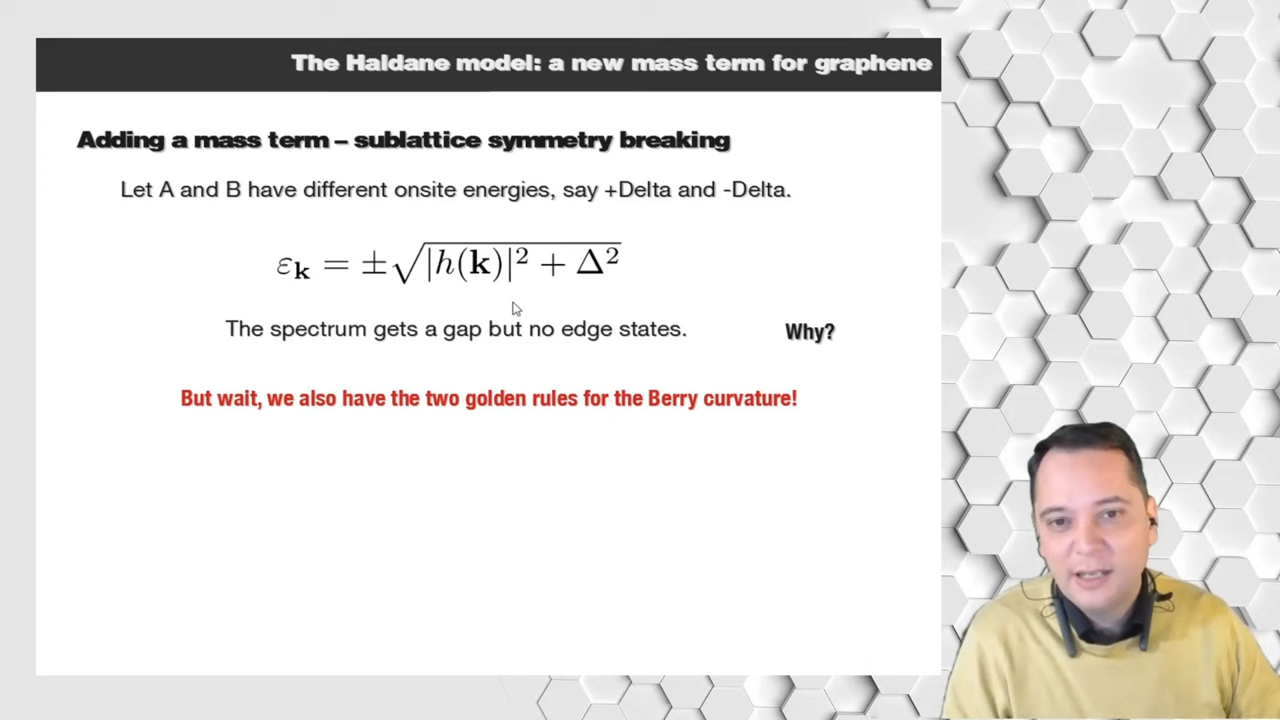 The Haldane model: a new mass term for graphene
Adding a mass term – sublattice symmetry breaking
Let A and B have different onsite energies, say +Delta and -Delta.
εₖ = ±√(|h(k)|² + Δ²)
The spectrum gets a gap but no edge states.
Why?
But wait, we also have the two golden rules for the Berry curvature!